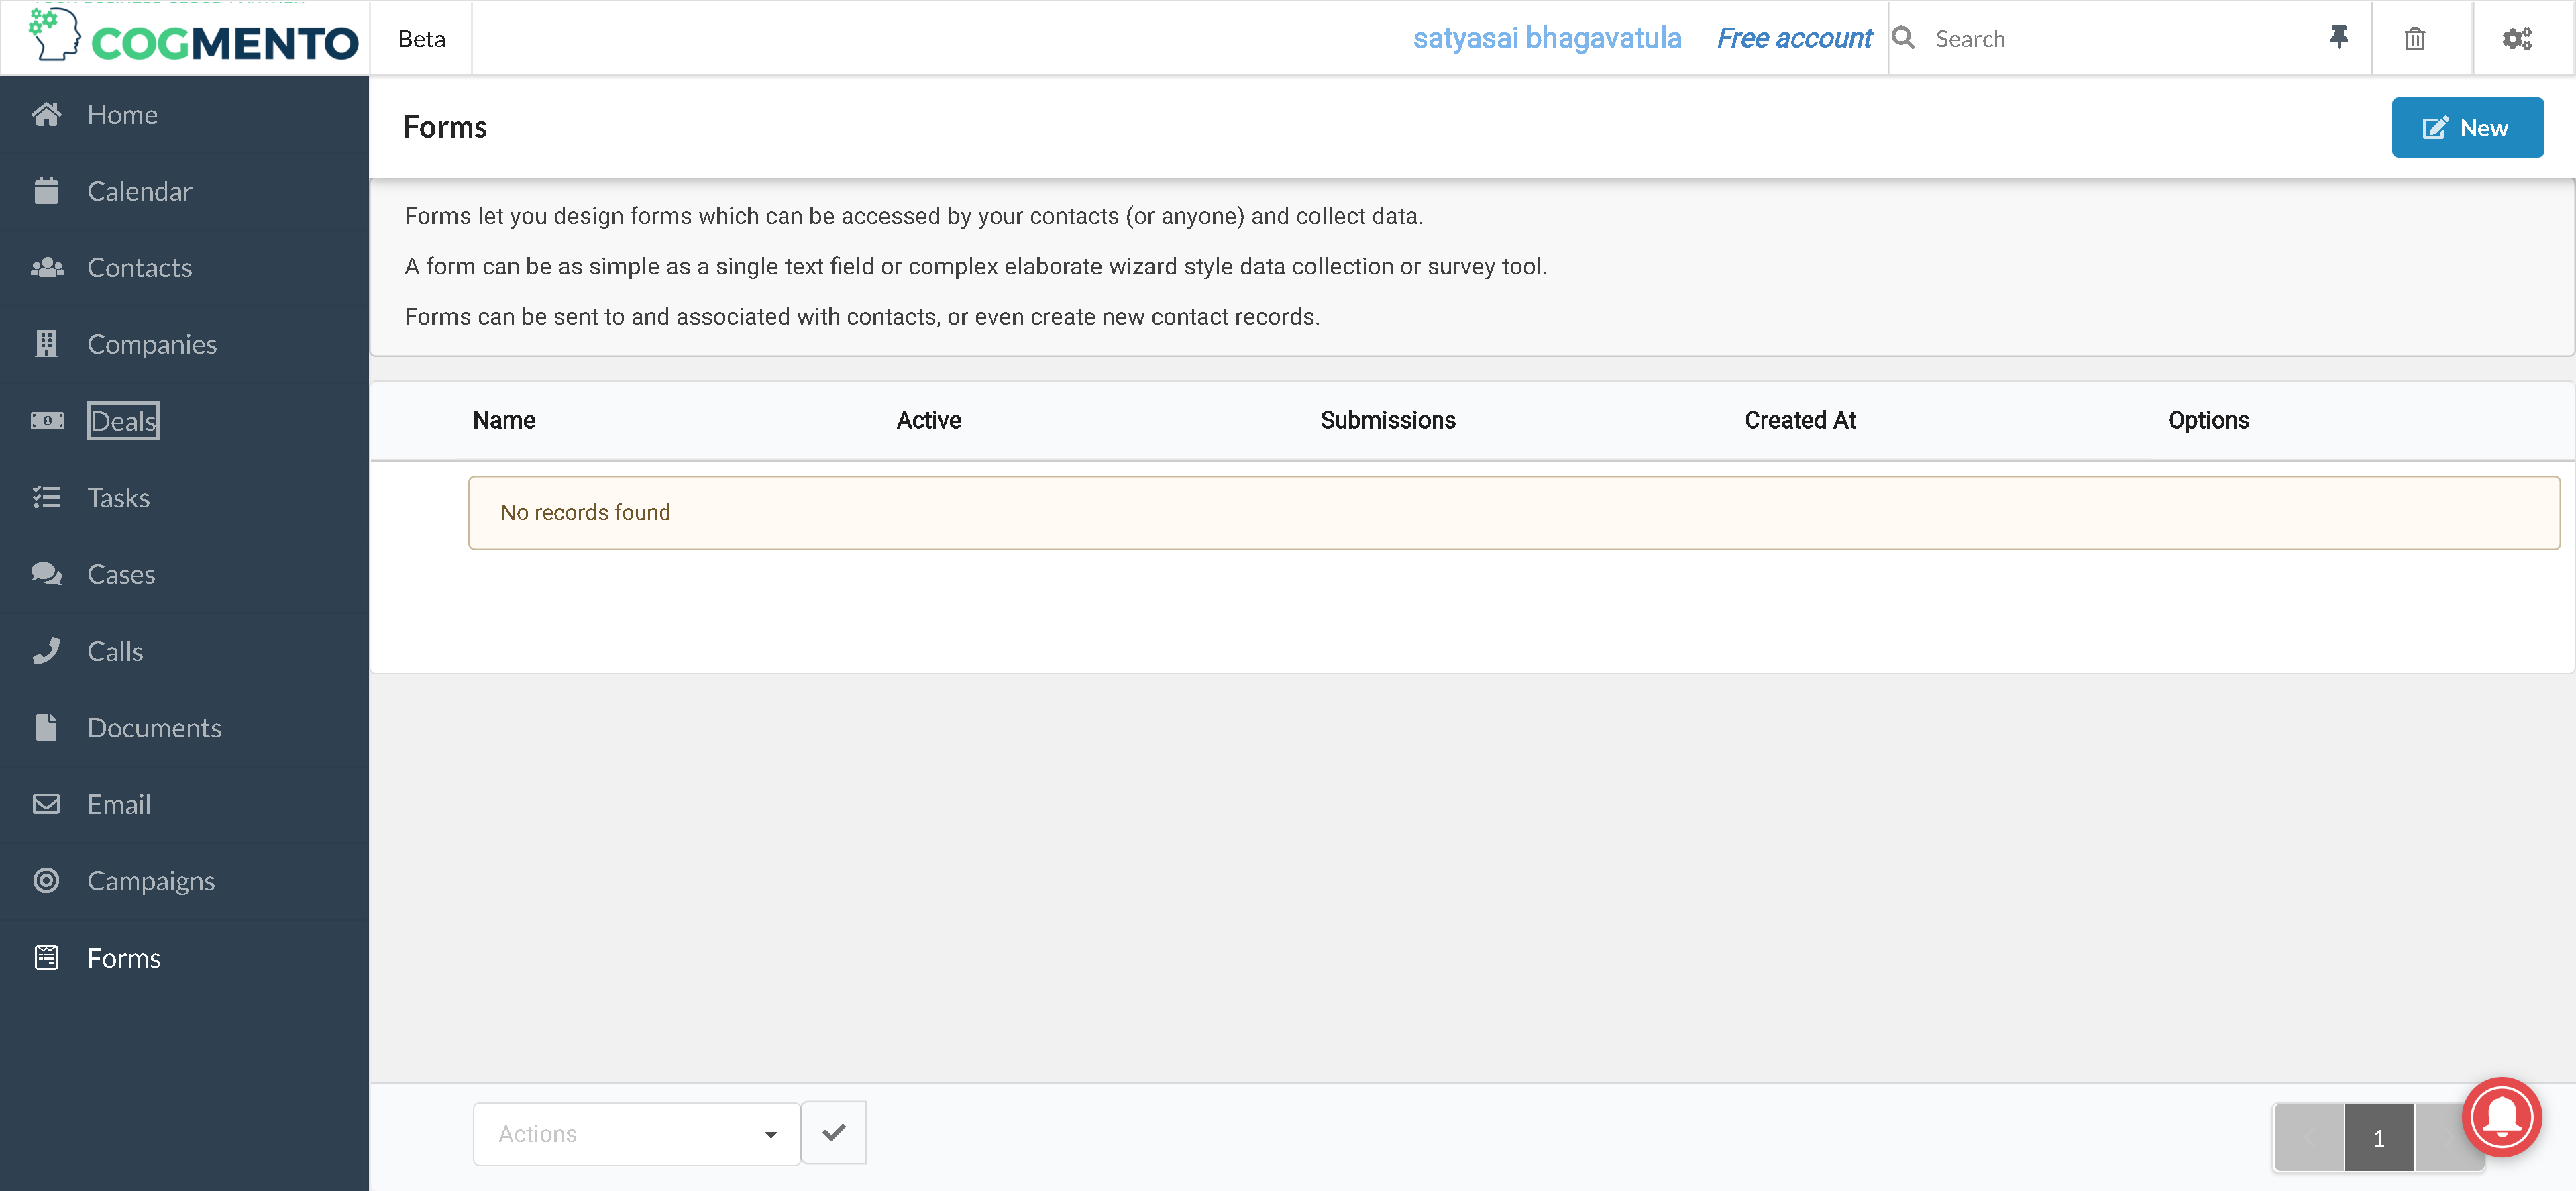 COGMENTO
Beta
satyasai bhagavatula
Free account
Search
Home
Calendar
Contacts
Companies
Deals
Tasks
Cases
Calls
Documents
Email
Campaigns
Forms
Forms
New
Forms let you design forms which can be accessed by your contacts (or anyone) and collect data.
A form can be as simple as a single text field or complex elaborate wizard style data collection or survey tool.
Forms can be sent to and associated with contacts, or even create new contact records.
Name Active Submissions Created At Options
No records found
Actions
1